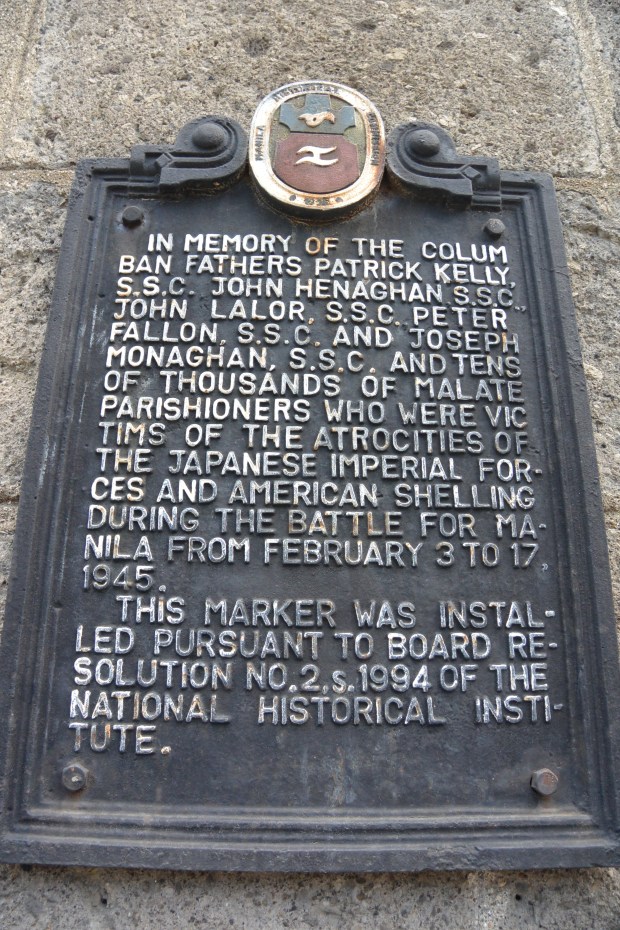 IN MEMORY OF THE COLUM
BAN FATHERS PATRICK KELLY,
S.S.C. JOHN HENAGHAN S.S.C.,
JOHN LALOR, S.S.C., PETER
FALLON, S.S.C. AND JOSEPH
MONAGHAN, S.S.C. AND TENS
OF THOUSANDS OF MALATE
PARISHIONERS WHO WERE VIC
TIMS OF THE ATROCITIES OF
THE JAPANESE IMPERIAL FOR-
CES AND AMERICAN SHELLING
DURING THE BATTLE FOR MA-
NILA FROM FEBRUARY 3 TO 17,
1945.
THIS MARKER WAS INSTAL-
LED PURSUANT TO BOARD RE-
SOLUTION NO. 2, s. 1994 OF THE
NATIONAL HISTORICAL INSTI-
TUTE.